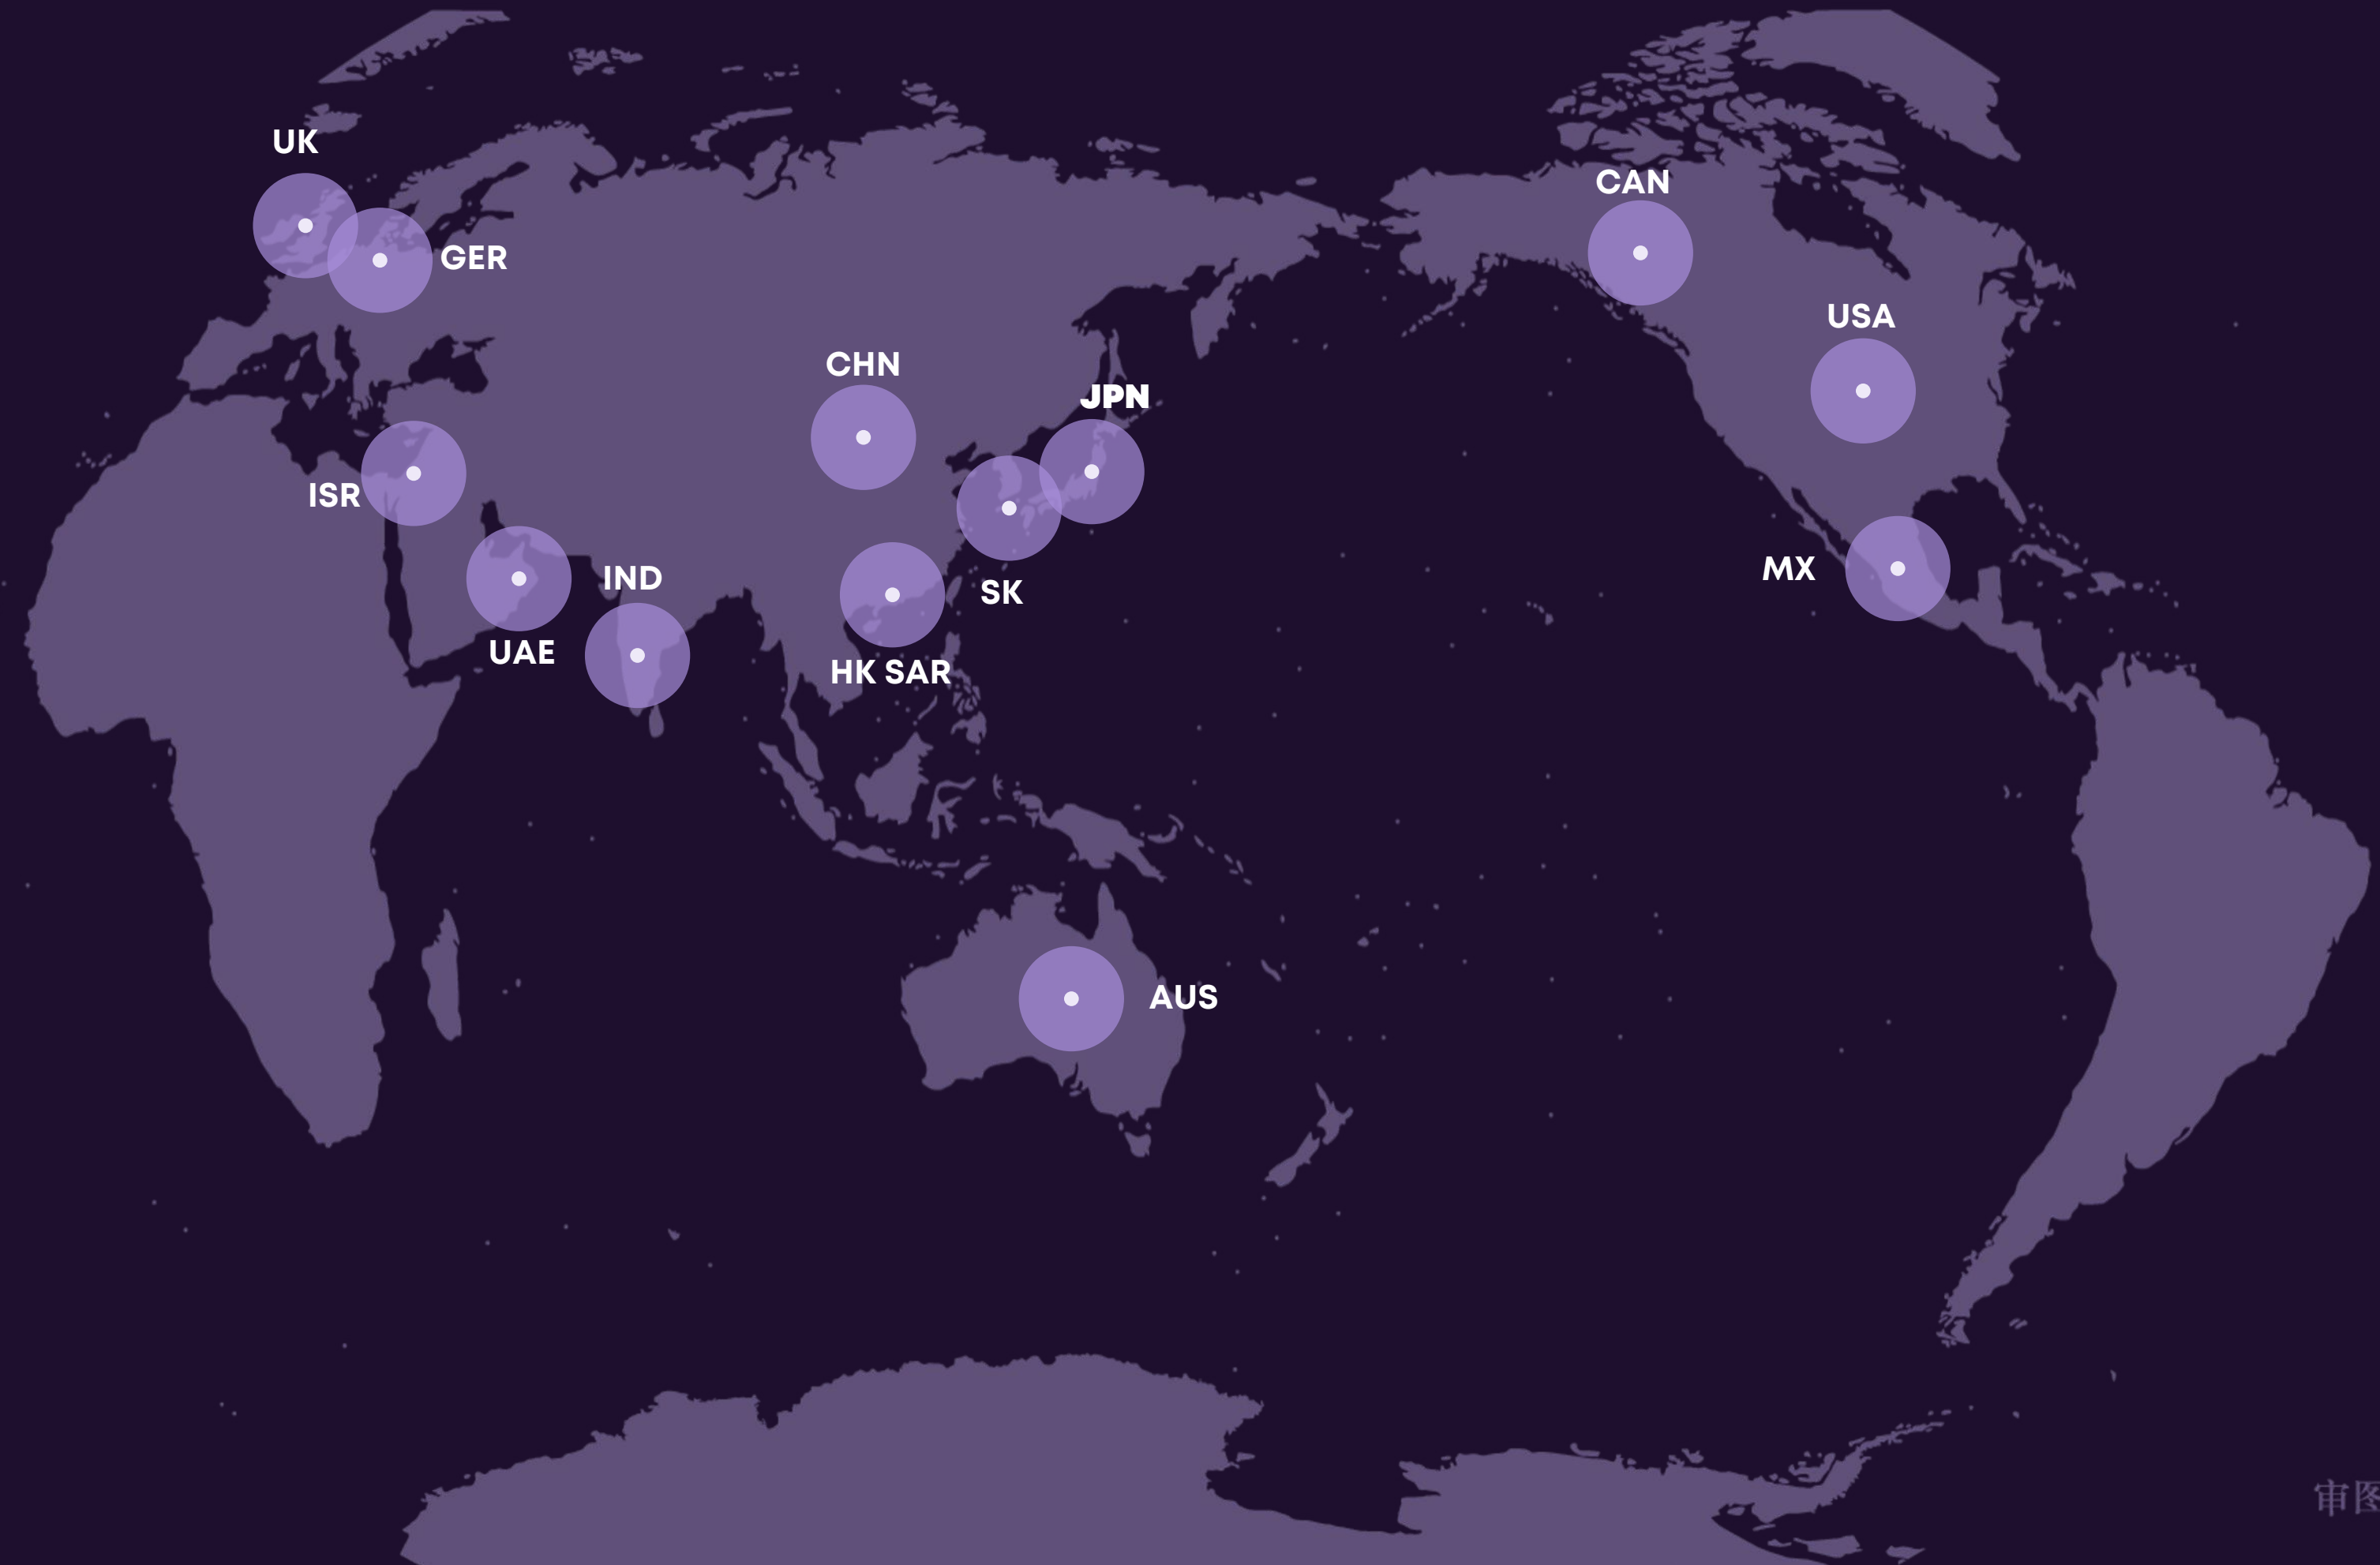 UK
CAN
GER
USA
CHN
JPN
ISR
MX
IND
SK
UAE
HK SAR
AUS
审图